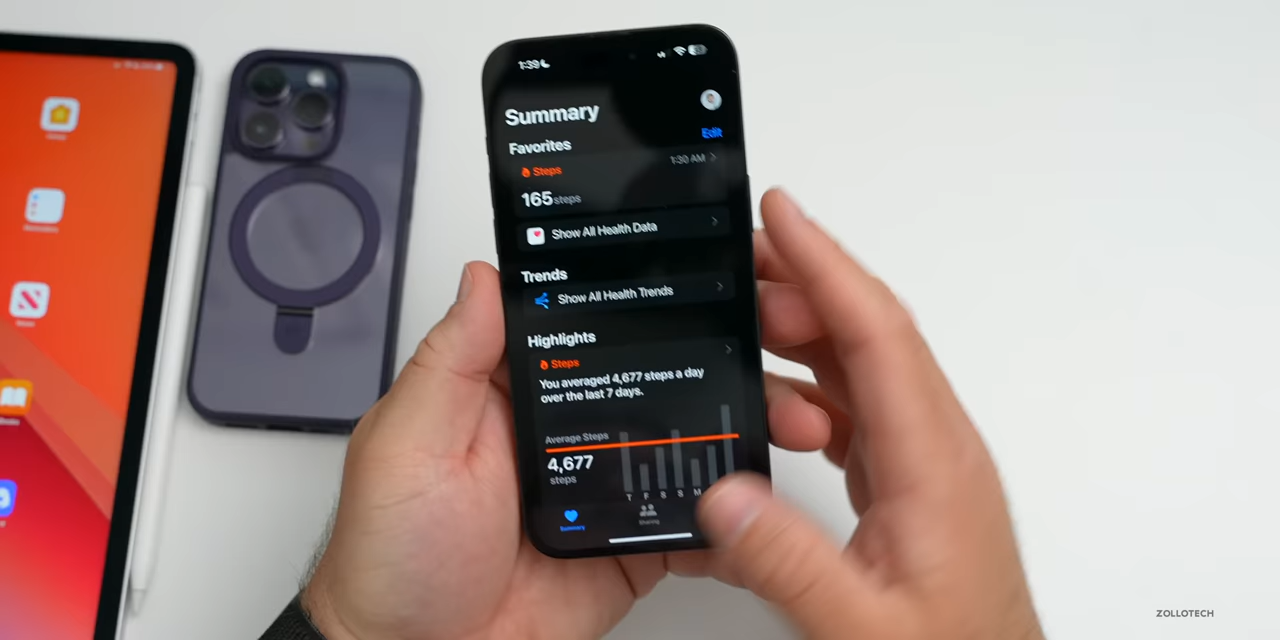 1:39
Summary
Edit
Favorites
Steps
1:30 AM
165 steps
Show All Health Data
Trends
Show All Health Trends
Highlights
Steps
You averaged 4,677 steps a day
over the last 7 days.
Average Steps
4,677
steps
T F S S M
Summary
Sharing
ZOLLOTECH